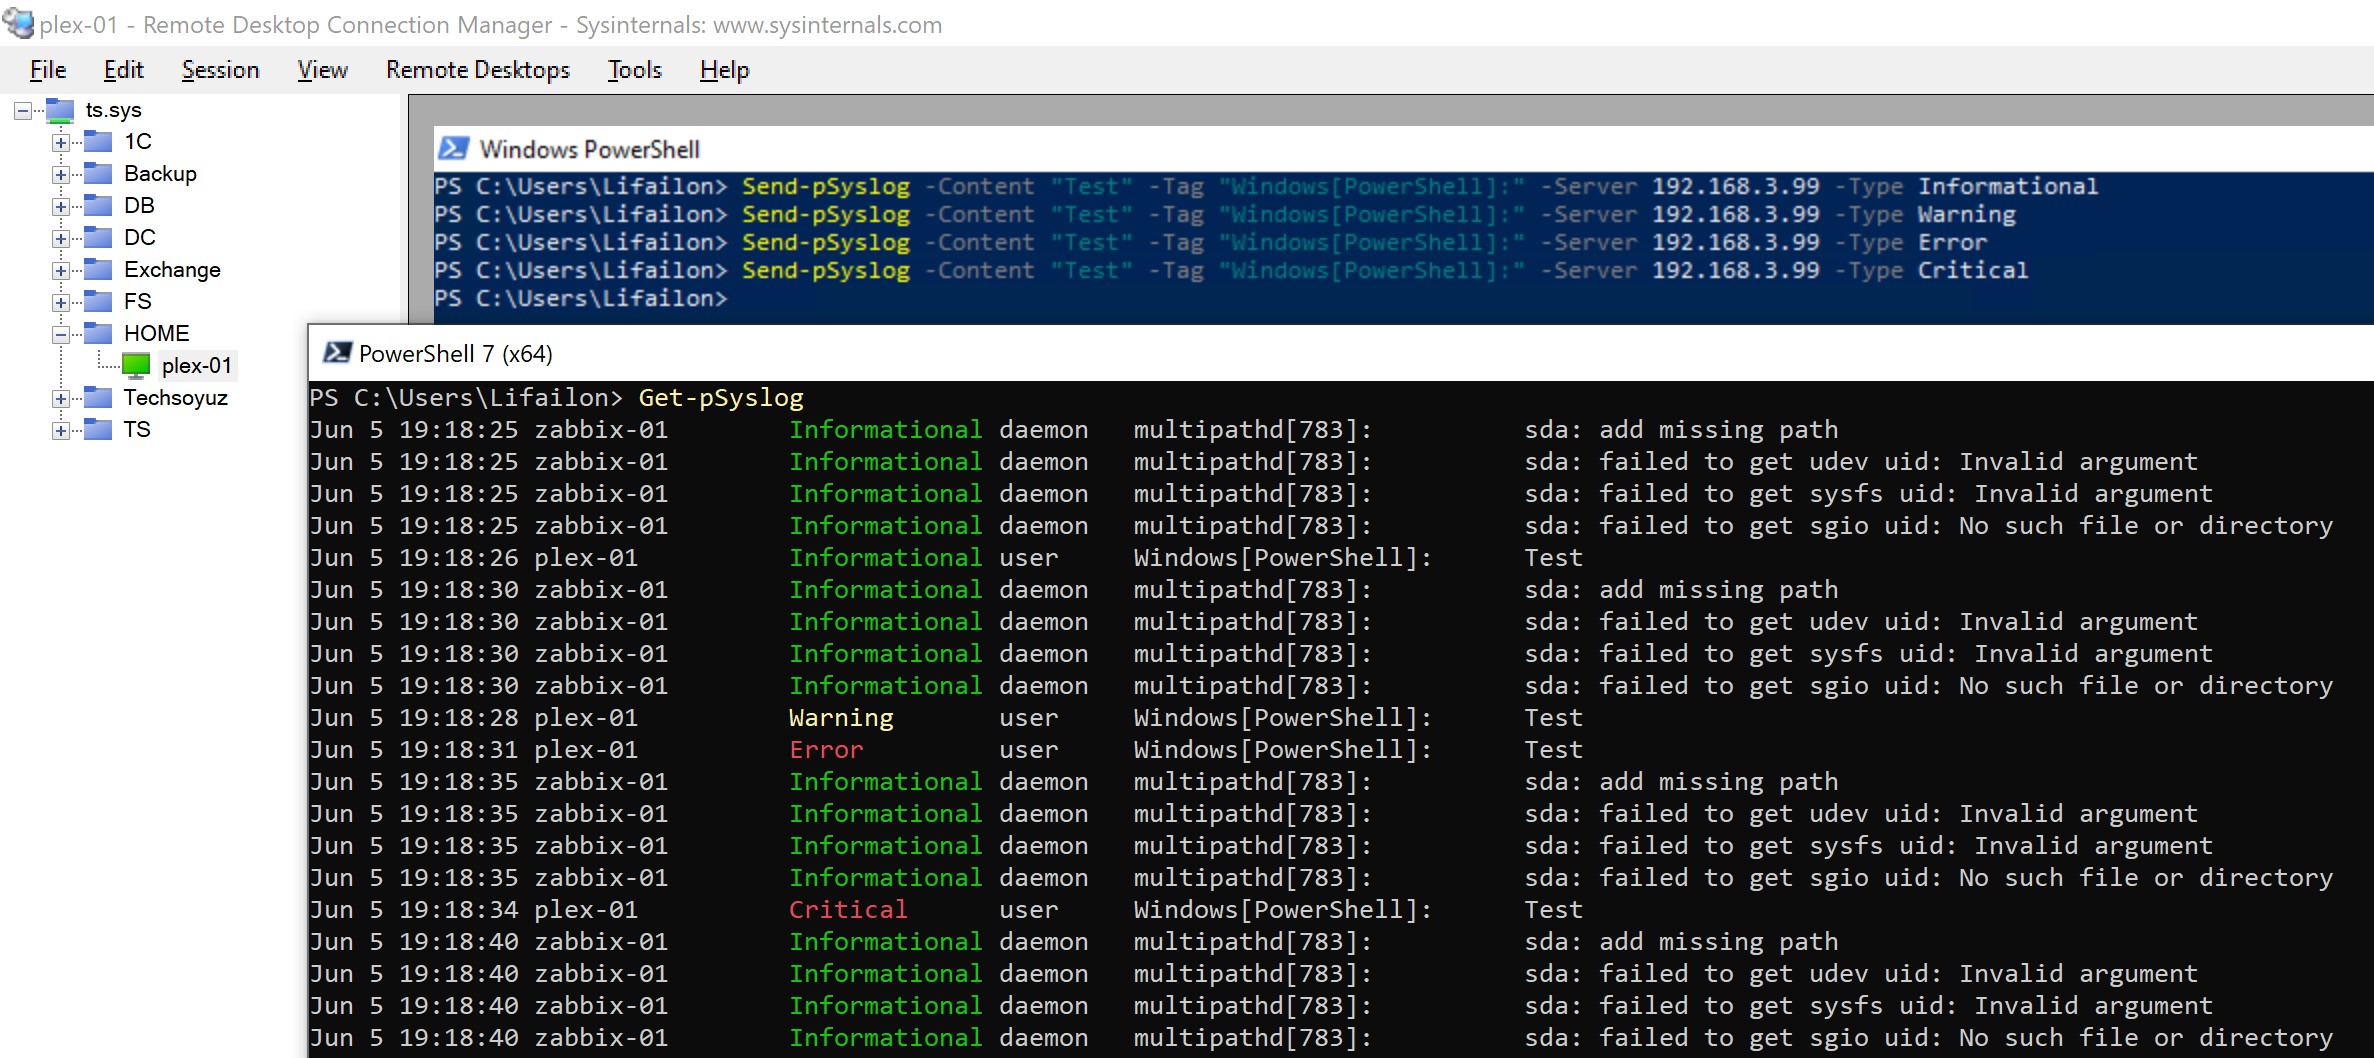 plex-01 - Remote Desktop Connection Manager - Sysinternals: www.sysinternals.com
File Edit Session View Remote Desktops Tools Help
ts.sys
1C
Backup
DB
DC
Exchange
FS
HOME
plex-01
Techsoyuz
TS
Windows PowerShell
PS C:\Users\Lifailon> Send-pSyslog -Content "Test" -Tag "Windows[PowerShell]:" -Server 192.168.3.99 -Type Informational
PS C:\Users\Lifailon> Send-pSyslog -Content "Test" -Tag "Windows[PowerShell]:" -Server 192.168.3.99 -Type Warning
PS C:\Users\Lifailon> Send-pSyslog -Content "Test" -Tag "Windows[PowerShell]:" -Server 192.168.3.99 -Type Error
PS C:\Users\Lifailon> Send-pSyslog -Content "Test" -Tag "Windows[PowerShell]:" -Server 192.168.3.99 -Type Critical
PS C:\Users\Lifailon>
PowerShell 7 (x64)
PS C:\Users\Lifailon> Get-pSyslog
Jun 5 19:18:25 zabbix-01 Informational daemon multipathd[783]: sda: add missing path
Jun 5 19:18:25 zabbix-01 Informational daemon multipathd[783]: sda: failed to get udev uid: Invalid argument
Jun 5 19:18:25 zabbix-01 Informational daemon multipathd[783]: sda: failed to get sysfs uid: Invalid argument
Jun 5 19:18:25 zabbix-01 Informational daemon multipathd[783]: sda: failed to get sgio uid: No such file or directory
Jun 5 19:18:26 plex-01 Informational user Windows[PowerShell]: Test
Jun 5 19:18:30 zabbix-01 Informational daemon multipathd[783]: sda: add missing path
Jun 5 19:18:30 zabbix-01 Informational daemon multipathd[783]: sda: failed to get udev uid: Invalid argument
Jun 5 19:18:30 zabbix-01 Informational daemon multipathd[783]: sda: failed to get sysfs uid: Invalid argument
Jun 5 19:18:30 zabbix-01 Informational daemon multipathd[783]: sda: failed to get sgio uid: No such file or directory
Jun 5 19:18:28 plex-01 Warning user Windows[PowerShell]: Test
Jun 5 19:18:31 plex-01 Error user Windows[PowerShell]: Test
Jun 5 19:18:35 zabbix-01 Informational daemon multipathd[783]: sda: add missing path
Jun 5 19:18:35 zabbix-01 Informational daemon multipathd[783]: sda: failed to get udev uid: Invalid argument
Jun 5 19:18:35 zabbix-01 Informational daemon multipathd[783]: sda: failed to get sysfs uid: Invalid argument
Jun 5 19:18:35 zabbix-01 Informational daemon multipathd[783]: sda: failed to get sgio uid: No such file or directory
Jun 5 19:18:34 plex-01 Critical user Windows[PowerShell]: Test
Jun 5 19:18:40 zabbix-01 Informational daemon multipathd[783]: sda: add missing path
Jun 5 19:18:40 zabbix-01 Informational daemon multipathd[783]: sda: failed to get udev uid: Invalid argument
Jun 5 19:18:40 zabbix-01 Informational daemon multipathd[783]: sda: failed to get sysfs uid: Invalid argument
Jun 5 19:18:40 zabbix-01 Informational daemon multipathd[783]: sda: failed to get sgio uid: No such file or directory